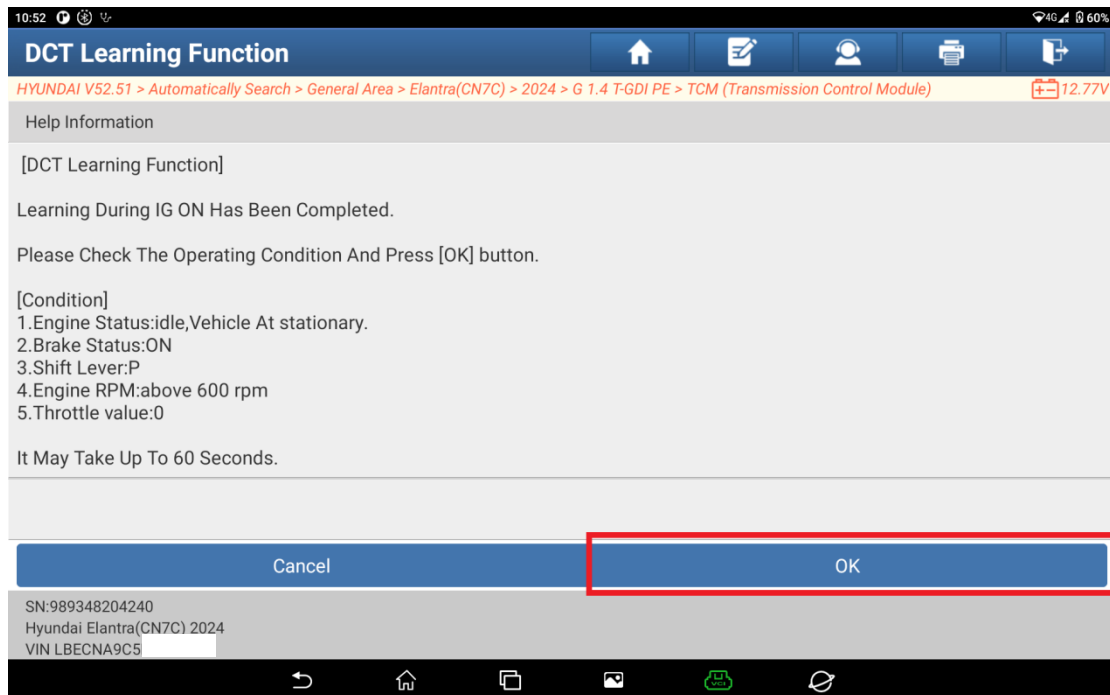 10:52
4G 60%
DCT Learning Function
HYUNDAI V52.51 > Automatically Search > General Area > Elantra(CN7C) > 2024 > G 1.4 T-GDI PE > TCM (Transmission Control Module)
12.77V
Help Information
[DCT Learning Function]
Learning During IG ON Has Been Completed.
Please Check The Operating Condition And Press [OK] button.
[Condition]
1.Engine Status:idle,Vehicle At stationary.
2.Brake Status:ON
3.Shift Lever:P
4.Engine RPM:above 600 rpm
5.Throttle value:0
It May Take Up To 60 Seconds.
Cancel
OK
SN:989348204240
Hyundai Elantra(CN7C) 2024
VIN LBECNA9C5
VCI